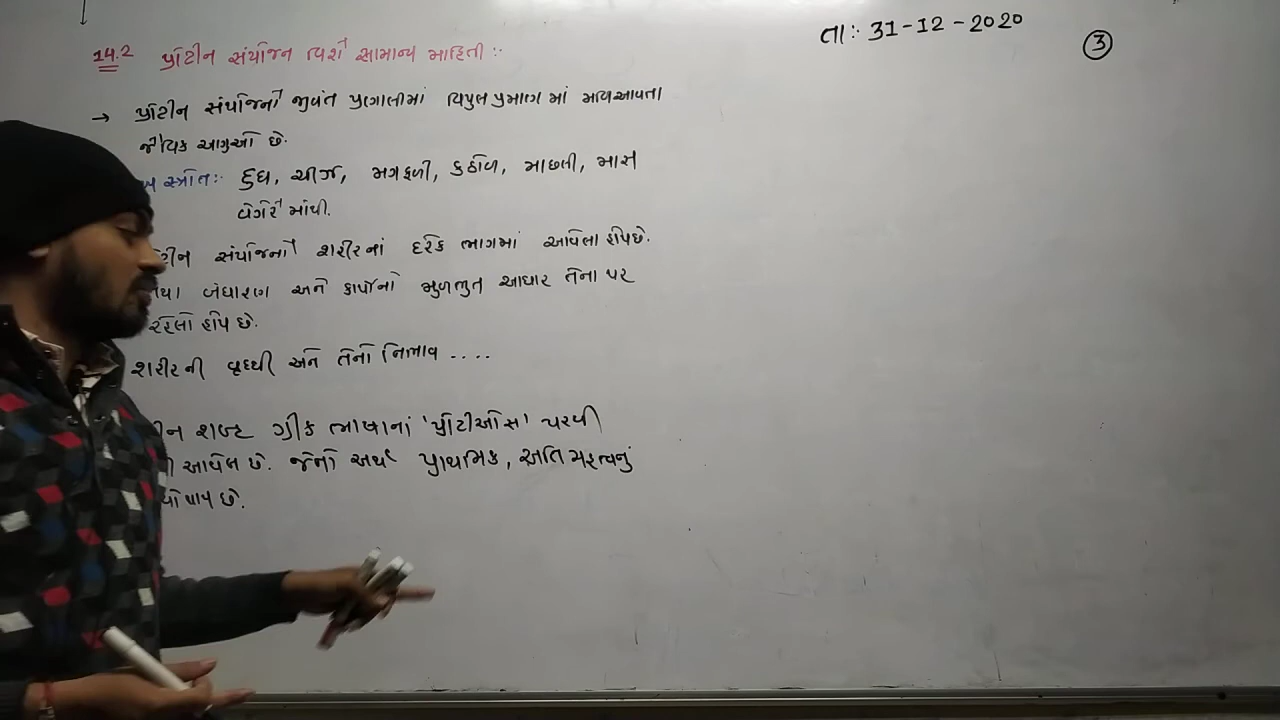 તા:- 31-12-2020
3
14.2 પ્રોટીન સંયોજન વિશે સામાન્ય માહિતી :-
→ પ્રોટીન સંયોજનો જીવંત પ્રણાલીમાં વિપુલ પ્રમાણ માં મળિઆવતા
જૈવિક અણુઓ છે.
સ્ત્રોત:- દુધ, ચીઝ, મગફળી, કઠોળ, માછલી, માંસ
વગેરે માંથી.
સંયોજનો શરીરનાં દરેક ભાગમાં આવેલા હોય છે.
બંધારણ અને કાર્યોનો મુળભુત આધાર તેના પર
રહેલો હોય છે.
શરીર ની વૃદ્ધી અને તેનો નિભાવ ....
શબ્દ ગ્રીક ભાષાનાં 'પ્રોટીઓસ' પરથી
આવેલ છે. જેનો અર્થ પ્રાથમિક, અતિ મહત્વનું
થાય છે.